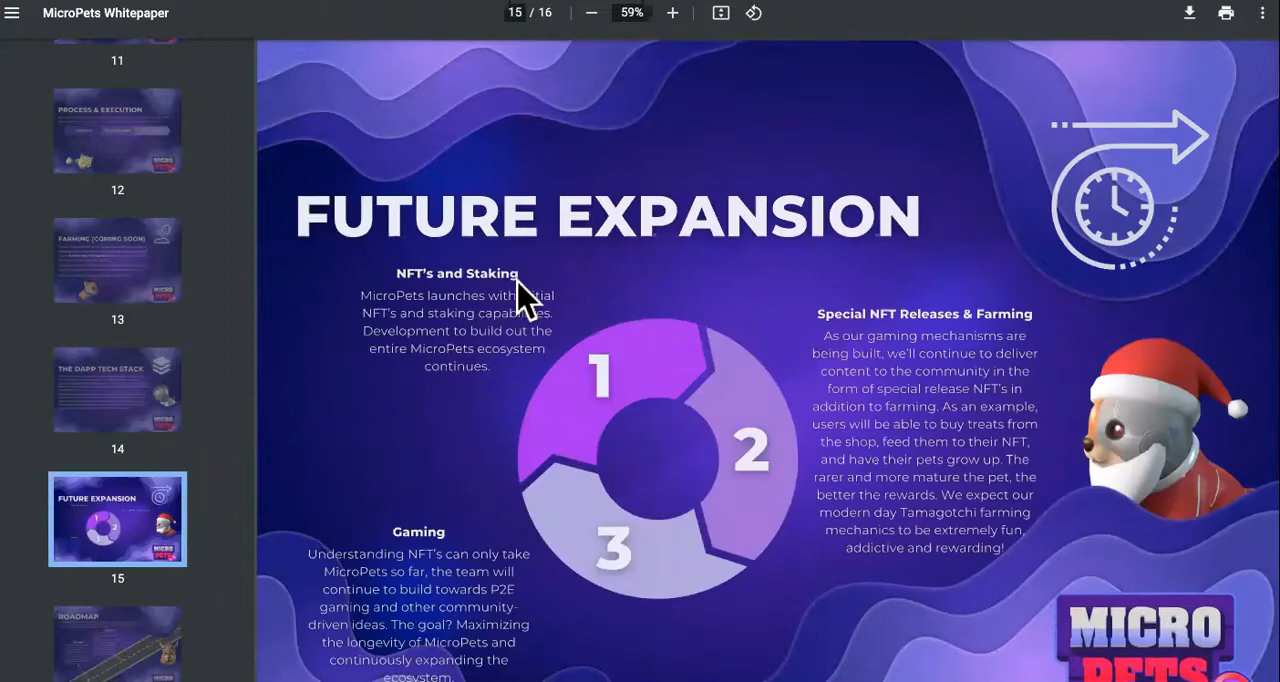 MicroPets Whitepaper
15 / 16
59%
11
PROCESS & EXECUTION
12
FARMING (COMING SOON)
13
THE DAPP TECH STACK
14
FUTURE EXPANSION
1
2
3
15
ROADMAP
FUTURE EXPANSION
NFT's and Staking
MicroPets launches with
NFT's and staking
Development to build out the
entire MicroPets ecosystem
continues.
1
2
3
Special NFT Releases & Farming
As our gaming mechanisms are
being built, we'll continue to deliver
content to the community in the
form of special release NFT's in
addition to farming. As an example,
users will be able to buy treats from
the shop, feed them to their NFT,
and have their pets grow up. The
rarer and more mature the pet, the
better the rewards. We expect our
modern day Tamagotchi farming
mechanics to be extremely fun,
addictive and rewarding!
Gaming
Understanding NFT's can only take
MicroPets so far, the team will
continue to build towards P2E
gaming and other community-
driven ideas. The goal? Maximizing
the longevity of MicroPets and
continuously expanding the
ecosystem.
MICRO
PETS